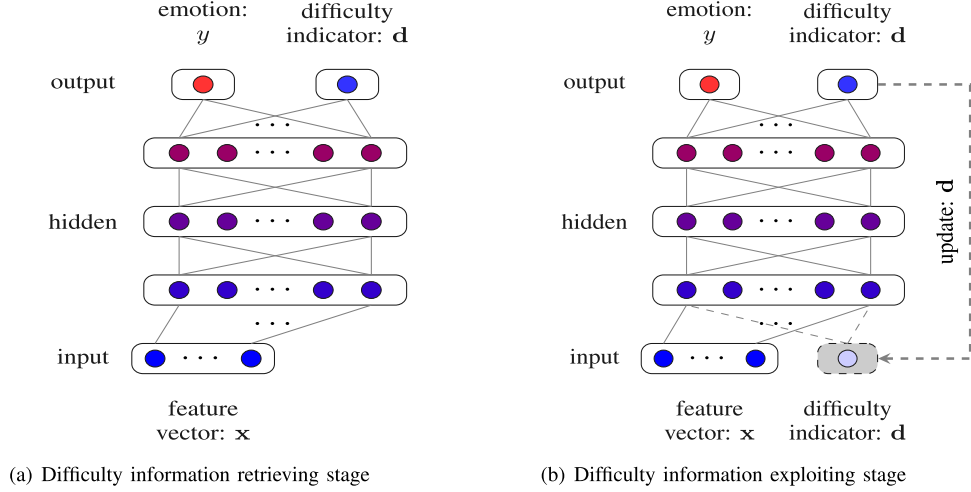 emotion:
y
difficulty
indicator: d
output
. . .
. . .
hidden
. . .
. . .
. . .
input
. . .
feature
vector: x
(a) Difficulty information retrieving stage
emotion:
y
difficulty
indicator: d
output
. . .
. . .
hidden
. . .
. . .
. . .
input
. . .
update: d
feature
vector: x
difficulty
indicator: d
(b) Difficulty information exploiting stage